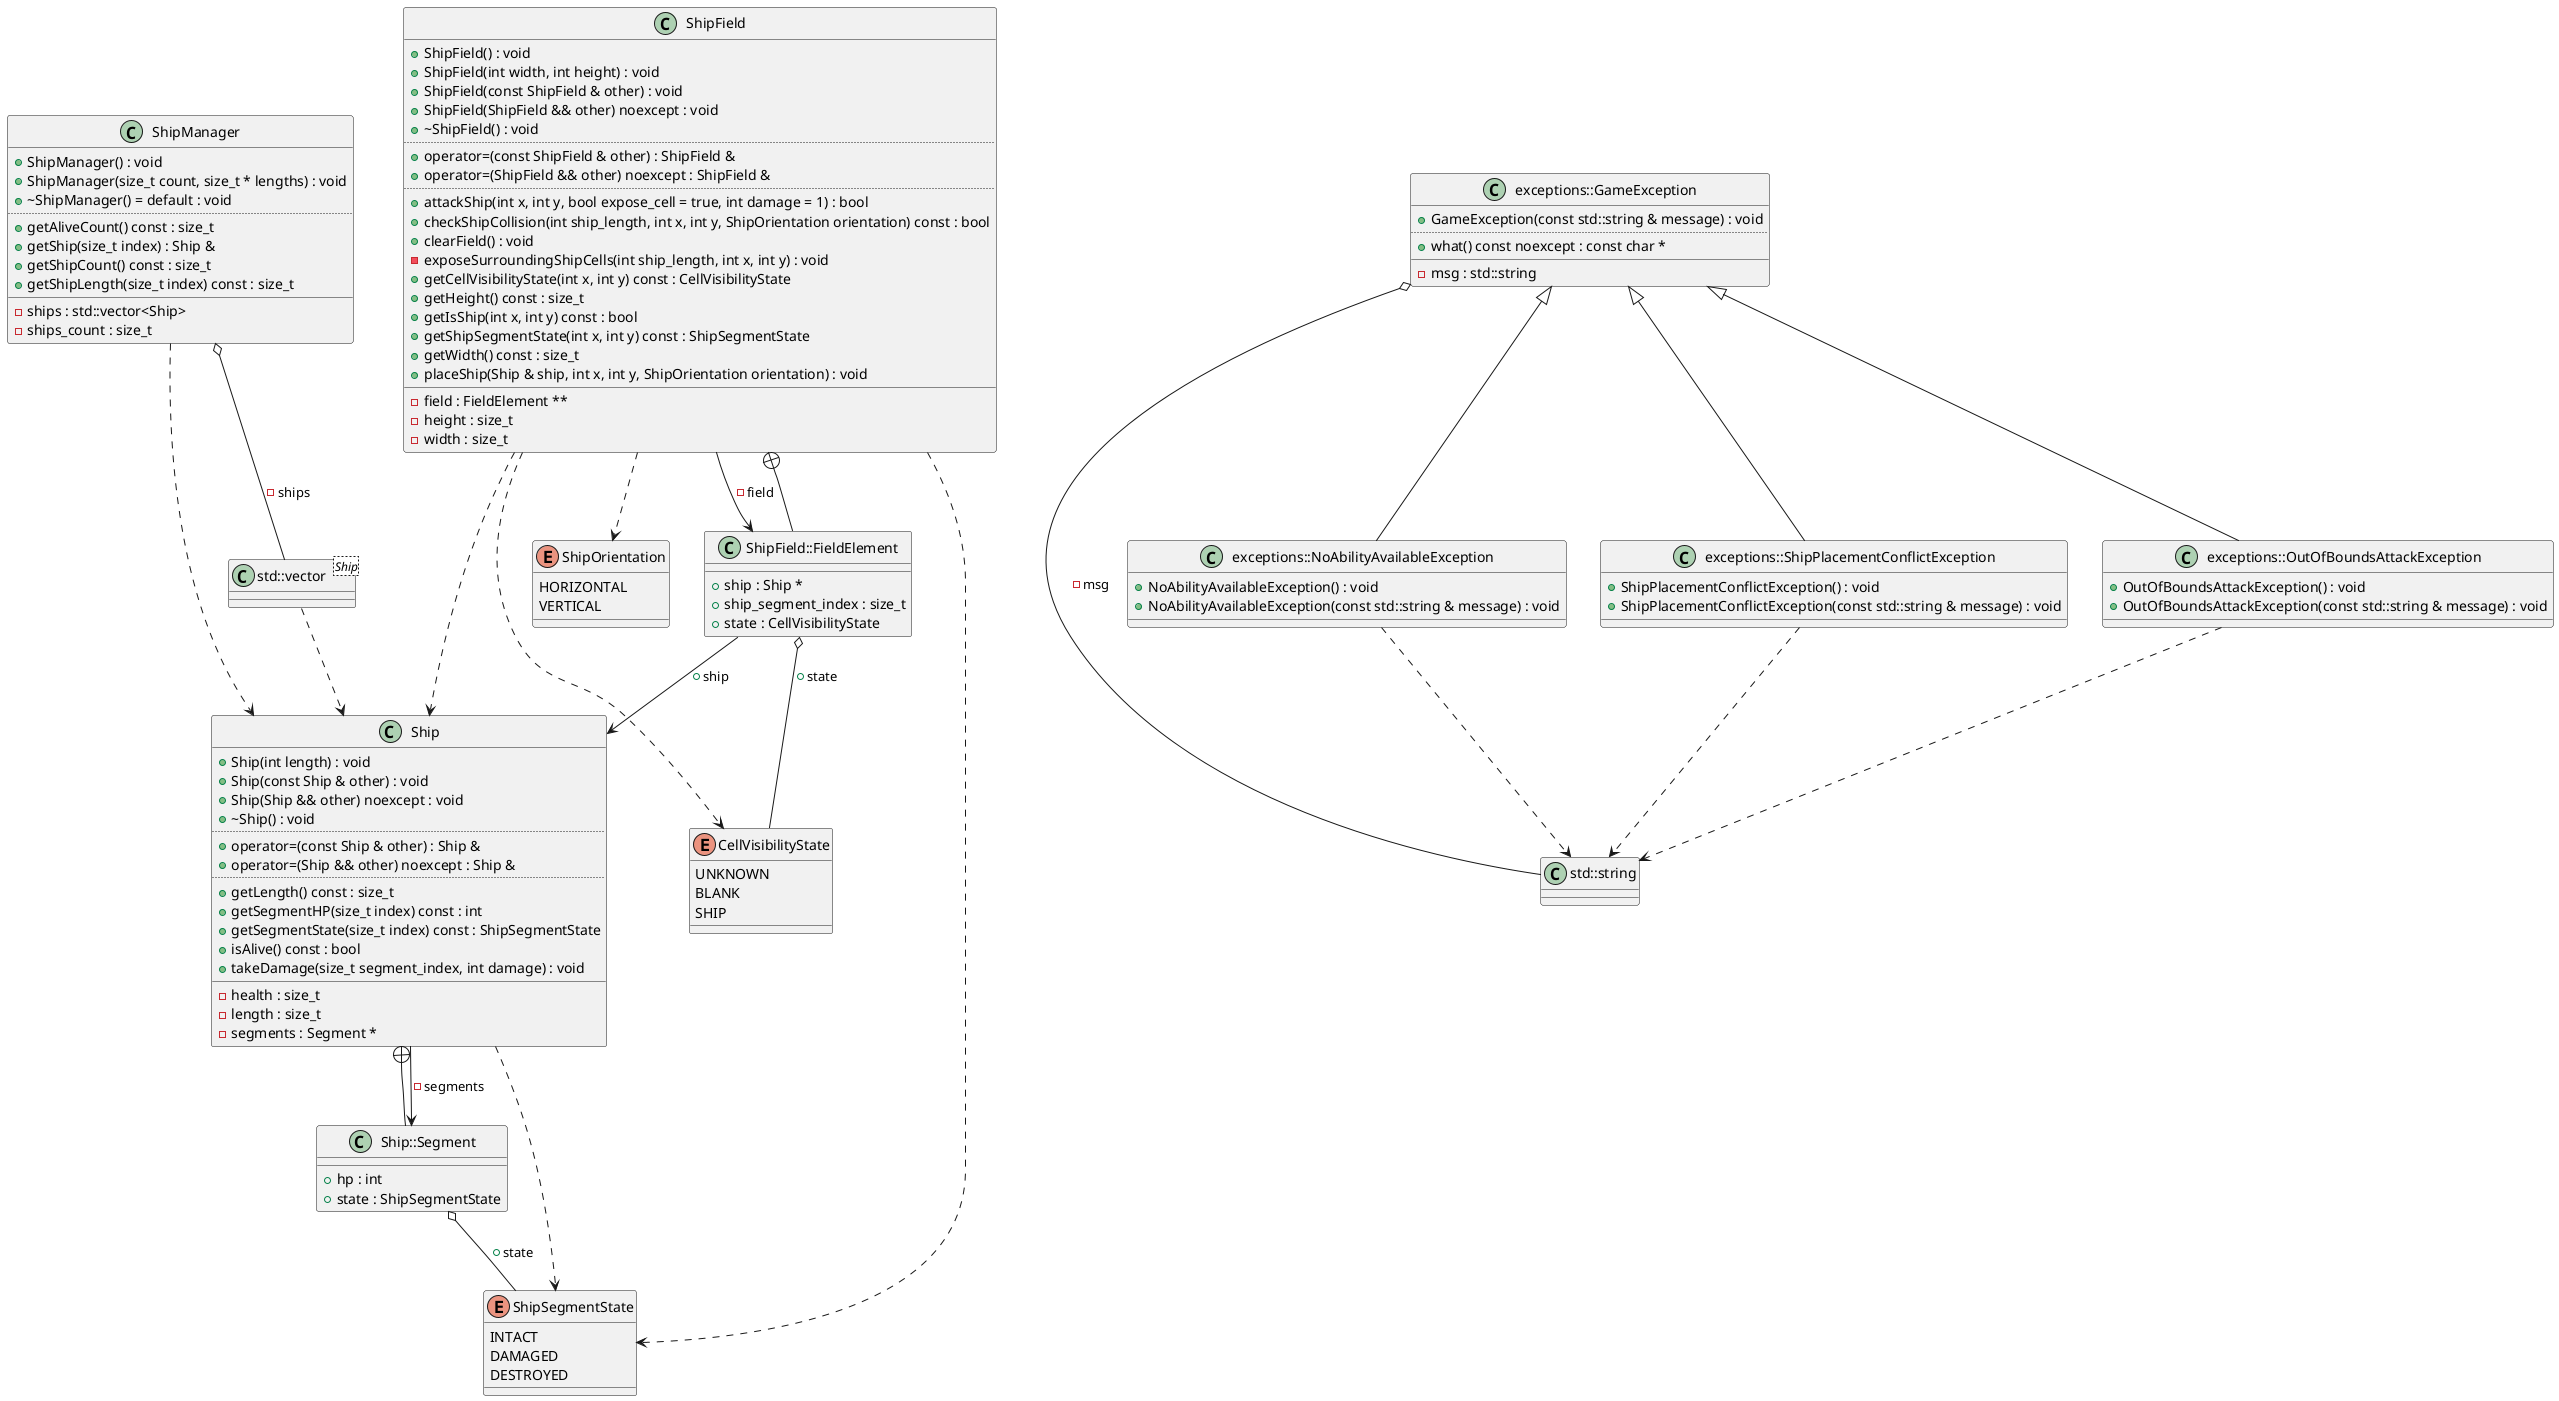 ShipField
ShipField() : void
ShipField(int width, int height) : void
ShipField(const ShipField & other) : void
ShipField(ShipField && other) noexcept : void
~ShipField() : void
operator=(const ShipField & other) : ShipField &
operator=(ShipField && other) noexcept : ShipField &
attackShip(int x, int y, bool expose_cell = true, int damage = 1) : bool
checkShipCollision(int ship_length, int x, int y, ShipOrientation orientation) const : bool
clearField() : void
exposeSurroundingShipCells(int ship_length, int x, int y) : void
getCellVisibilityState(int x, int y) const : CellVisibilityState
getHeight() const : size_t
getIsShip(int x, int y) const : bool
getShipSegmentState(int x, int y) const : ShipSegmentState
getWidth() const : size_t
placeShip(Ship & ship, int x, int y, ShipOrientation orientation) : void
field : FieldElement **
height : size_t
width : size_t
ShipManager
ShipManager() : void
ShipManager(size_t count, size_t * lengths) : void
~ShipManager() = default : void
getAliveCount() const : size_t
getShip(size_t index) : Ship &
getShipCount() const : size_t
getShipLength(size_t index) const : size_t
ships : std::vector<Ship>
ships_count : size_t
exceptions::GameException
GameException(const std::string & message) : void
what() const noexcept : const char *
msg : std::string
ships
field
std::vector
Ship
ShipOrientation
HORIZONTAL
VERTICAL
ShipField::FieldElement
ship : Ship *
ship_segment_index : size_t
state : CellVisibilityState
msg
exceptions::NoAbilityAvailableException
NoAbilityAvailableException() : void
NoAbilityAvailableException(const std::string & message) : void
exceptions::ShipPlacementConflictException
ShipPlacementConflictException() : void
ShipPlacementConflictException(const std::string & message) : void
exceptions::OutOfBoundsAttackException
OutOfBoundsAttackException() : void
OutOfBoundsAttackException(const std::string & message) : void
ship
state
Ship
Ship(int length) : void
Ship(const Ship & other) : void
Ship(Ship && other) noexcept : void
~Ship() : void
operator=(const Ship & other) : Ship &
operator=(Ship && other) noexcept : Ship &
getLength() const : size_t
getSegmentHP(size_t index) const : int
getSegmentState(size_t index) const : ShipSegmentState
isAlive() const : bool
takeDamage(size_t segment_index, int damage) : void
health : size_t
length : size_t
segments : Segment *
CellVisibilityState
UNKNOWN
BLANK
SHIP
std::string
segments
Ship::Segment
hp : int
state : ShipSegmentState
state
ShipSegmentState
INTACT
DAMAGED
DESTROYED